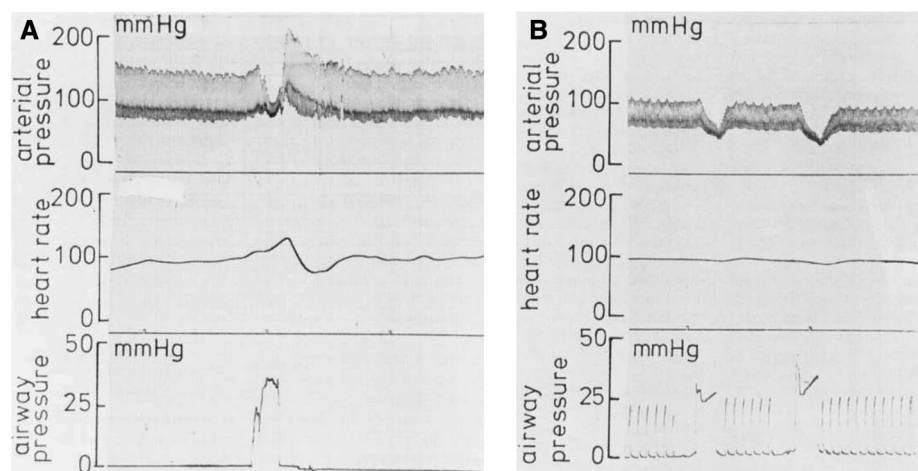 A
mmHg
200
100
0
arterial
pressure
200
100
0
heart rate
mmHg
50
25
0
airway
pressure
B
mmHg
200
100
0
arterial
pressure
200
100
0
heart rate
mmHg
50
25
0
airway
pressure